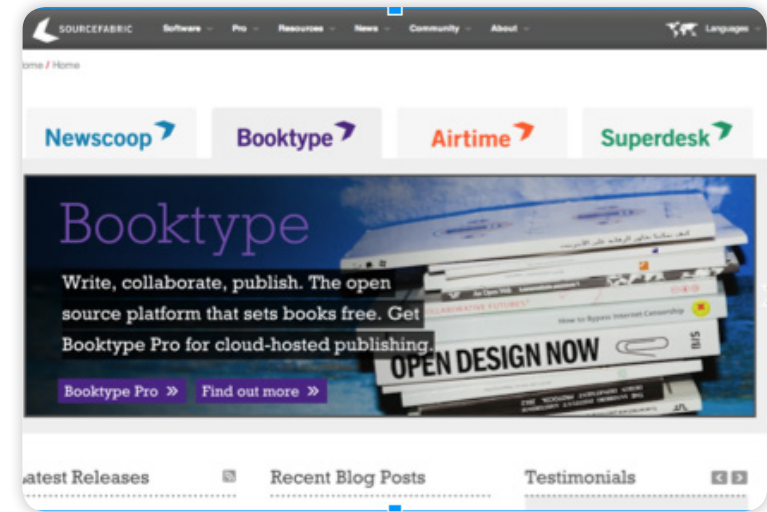 SOURCEFABRIC Software Pro Resources News Community About Languages
ome / Home
Newscoop Booktype Airtime Superdesk
Booktype
Write, collaborate, publish. The open
source platform that sets books free. Get
Booktype Pro for cloud-hosted publishing.
Booktype Pro » Find out more »
COLLABORATIVE FUTURES
How to Bypass Internet Censorship
OPEN DESIGN NOW
B/S
atest Releases Recent Blog Posts Testimonials